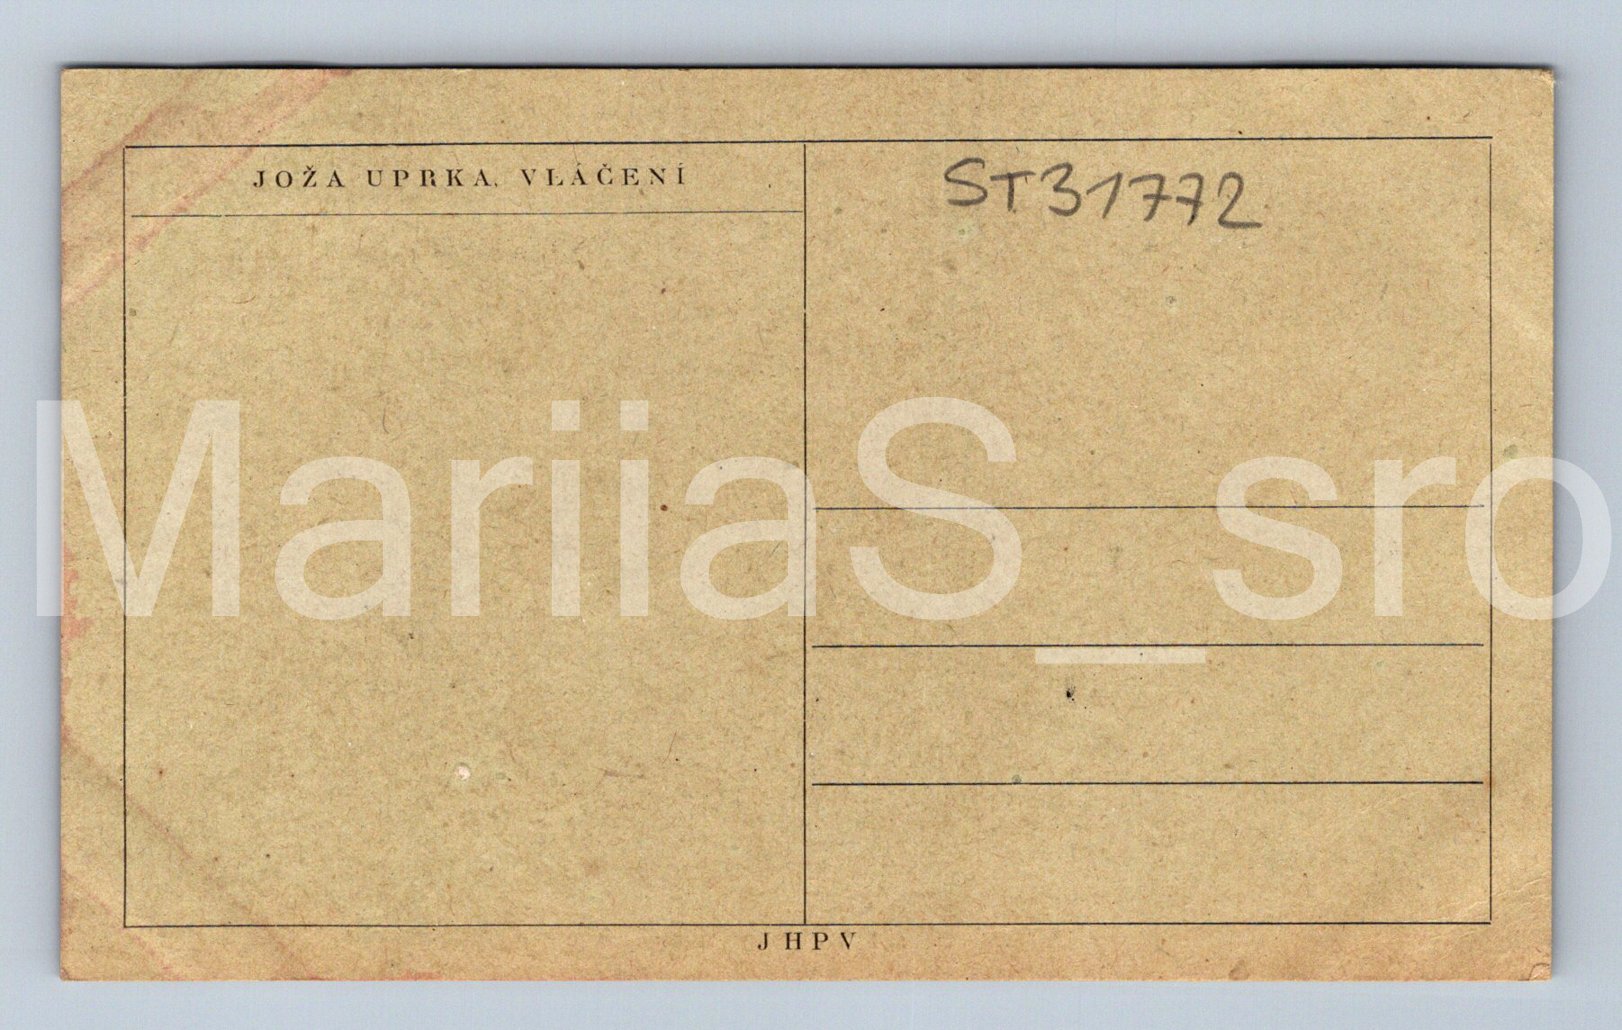 JOŽA UPRKA, VLÁČENÍ
ST31772
MariiaS_sro
JHPV